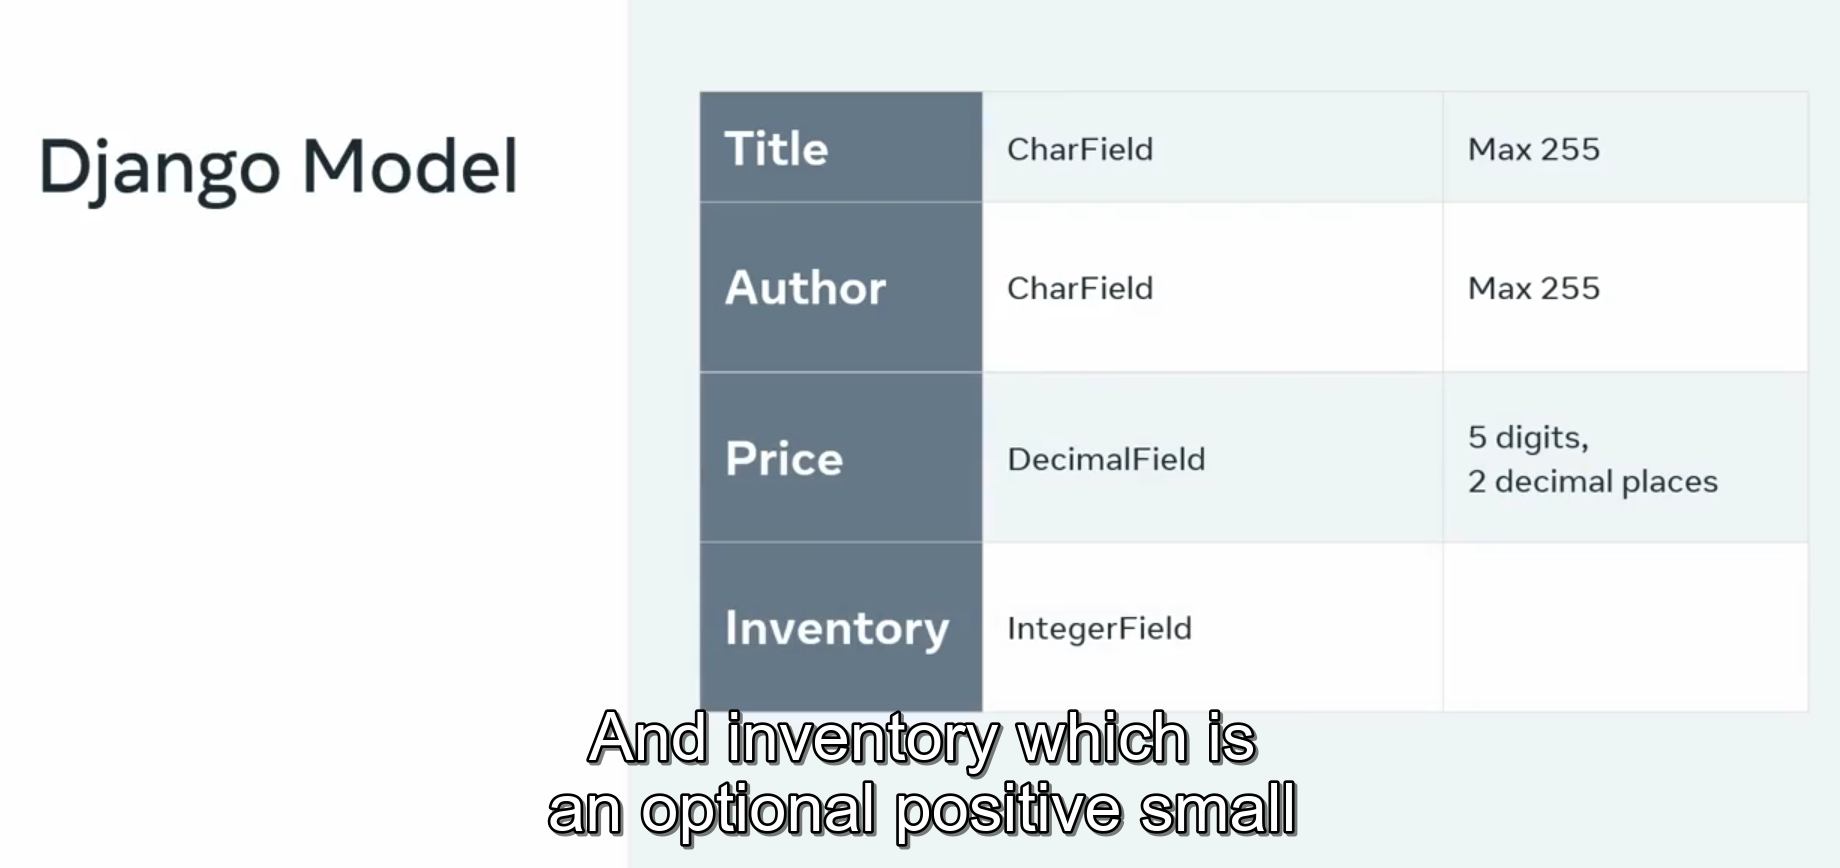 Django Model
Title CharField Max 255
Author CharField Max 255
Price DecimalField 5 digits,
2 decimal places
Inventory IntegerField
And inventory which is
an optional positive small